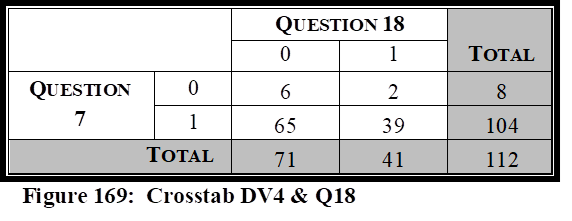 QUESTION 18
0 1 TOTAL
QUESTION 7 0 6 2 8
1 65 39 104
TOTAL 71 41 112
Figure 169: Crosstab DV4 & Q18